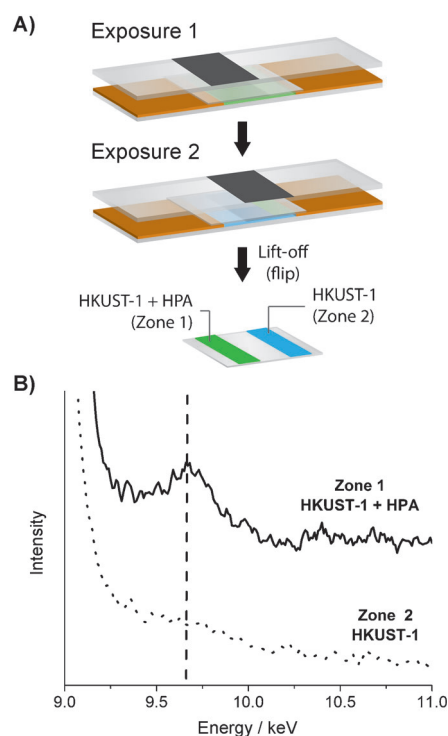 A)
Exposure 1
Exposure 2
Lift-off
(flip)
HKUST-1 + HPA
(Zone 1)
HKUST-1
(Zone 2)
B)
Intensity
Zone 1
HKUST-1 + HPA
Zone 2
HKUST-1
9.0 9.5 10.0 10.5 11.0
Energy / keV